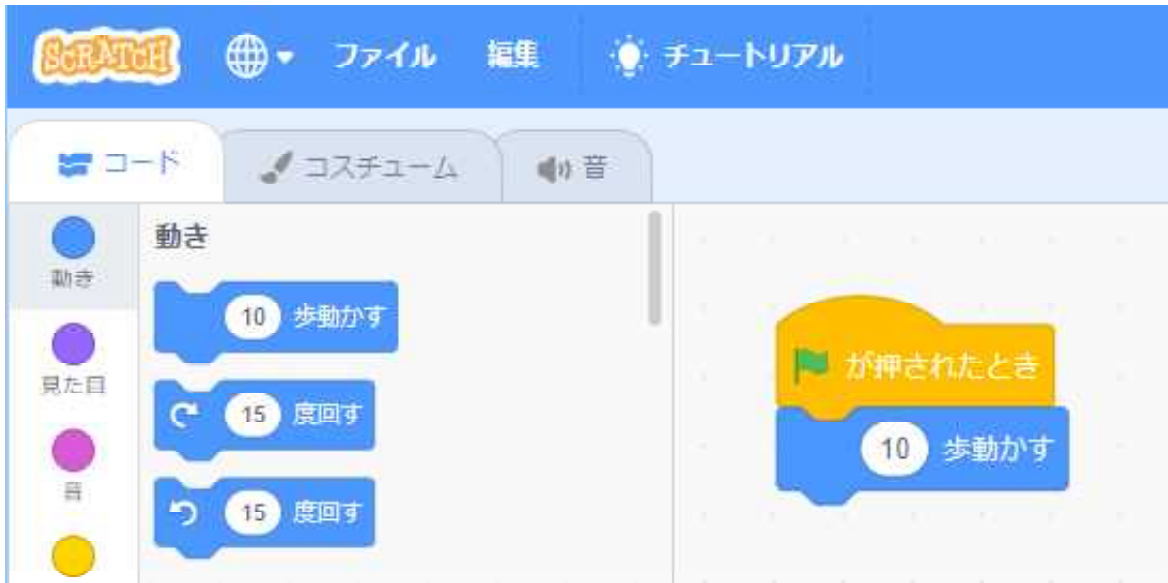 SCRATCH ファイル 編集 チュートリアル
コード コスチューム 音
動き
動き
10 歩動かす
見た目
15 度回す
音
15 度回す
が押されたとき
10 歩動かす